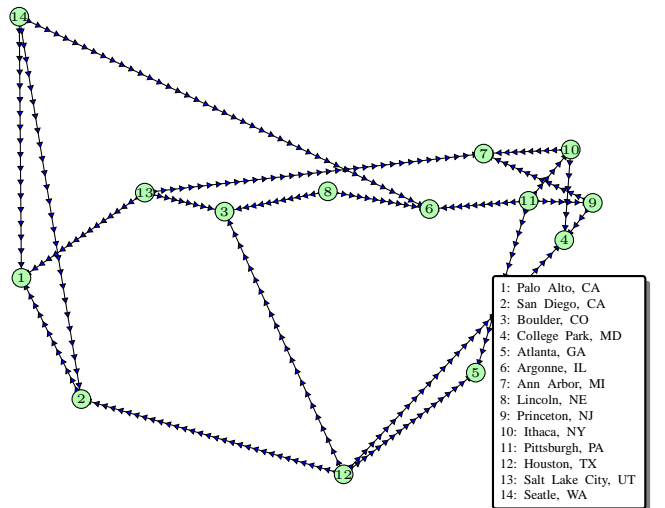 14
7
10
13
8
3
6
11
9
4
1
5
2
12
1: Palo Alto, CA
2: San Diego, CA
3: Boulder, CO
4: College Park, MD
5: Atlanta, GA
6: Argonne, IL
7: Ann Arbor, MI
8: Lincoln, NE
9: Princeton, NJ
10: Ithaca, NY
11: Pittsburgh, PA
12: Houston, TX
13: Salt Lake City, UT
14: Seatle, WA